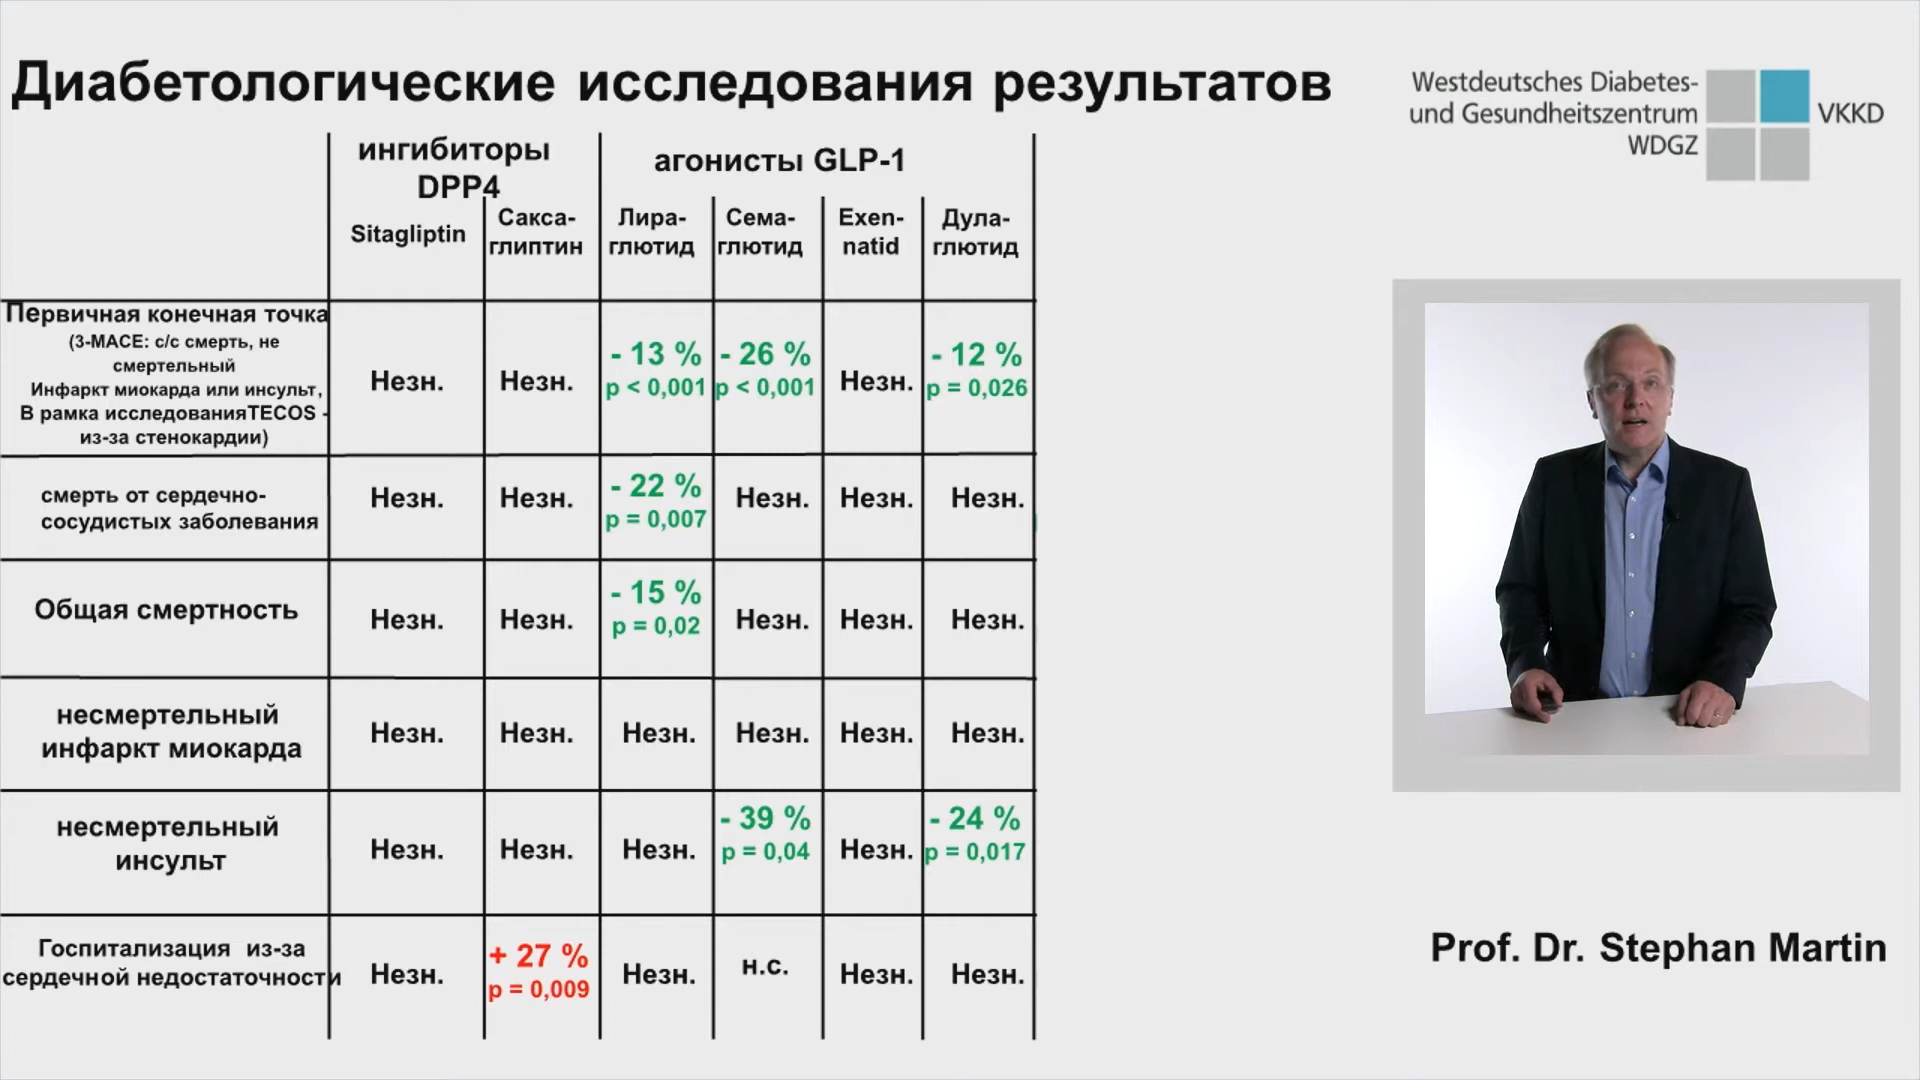 Диабетологические исследования результатов
Westdeutsches Diabetes-
und Gesundheitszentrum
WDGZ
VKKD
ингибиторы
DPP4
агонисты GLP-1
Sitagliptin
Сакса-
глиптин
Лира-
глютид
Сема-
глютид
Exen-
natid
Дула-
глютид
Первичная конечная точка
(3-MACE: с/с смерть, не
смертельный
Инфаркт миокарда или инсульт,
В рамка исследованияTECOS -
из-за стенокардии)
Незн.
Незн.
- 13 %
p < 0,001
- 26 %
p < 0,001
Незн.
- 12 %
p = 0,026
смерть от сердечно-
сосудистых заболевания
Незн.
Незн.
- 22 %
p = 0,007
Незн.
Незн.
Незн.
Общая смертность
Незн.
Незн.
- 15 %
p = 0,02
Незн.
Незн.
Незн.
несмертельный
инфаркт миокарда
Незн.
Незн.
Незн.
Незн.
Незн.
Незн.
несмертельный
инсульт
Незн.
Незн.
Незн.
- 39 %
p = 0,04
Незн.
- 24 %
p = 0,017
Госпитализация из-за
сердечной недостаточности
Незн.
+ 27 %
p = 0,009
Незн.
н.с.
Незн.
Незн.
Prof. Dr. Stephan Martin